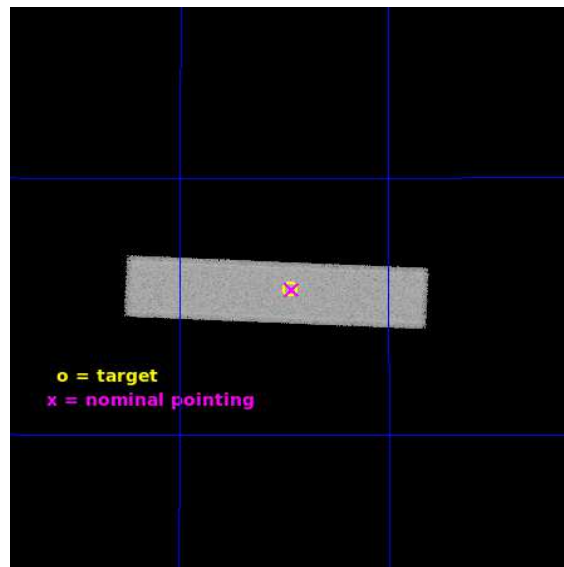 o = target
x = nominal pointing